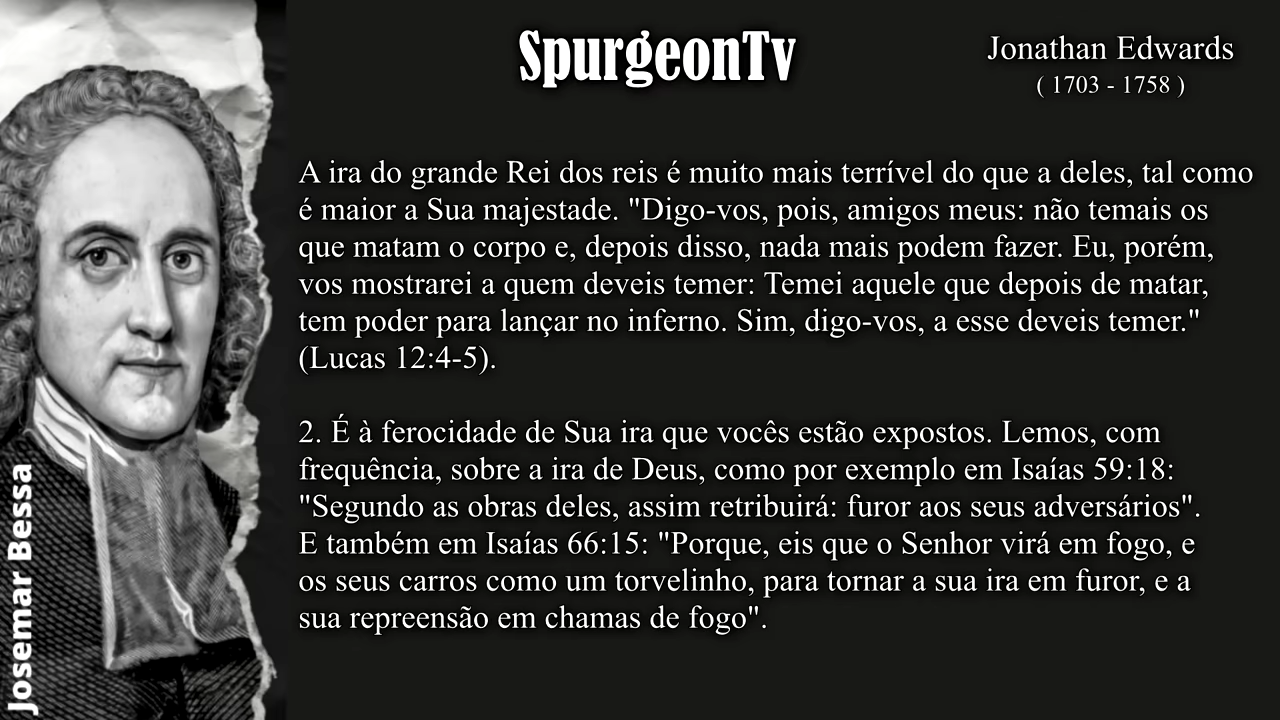 SpurgeonTv
Jonathan Edwards
( 1703 - 1758 )
A ira do grande Rei dos reis é muito mais terrível do que a deles, tal como
é maior a Sua majestade. "Digo-vos, pois, amigos meus: não temais os
que matam o corpo e, depois disso, nada mais podem fazer. Eu, porém,
vos mostrarei a quem deveis temer: Temei aquele que depois de matar,
tem poder para lançar no inferno. Sim, digo-vos, a esse deveis temer."
(Lucas 12:4-5).
2. É à ferocidade de Sua ira que vocês estão expostos. Lemos, com
frequência, sobre a ira de Deus, como por exemplo em Isaías 59:18:
"Segundo as obras deles, assim retribuirá: furor aos seus adversários".
E também em Isaías 66:15: "Porque, eis que o Senhor virá em fogo, e
os seus carros como um torvelinho, para tornar a sua ira em furor, e a
sua repreensão em chamas de fogo".
Josemar Bessa